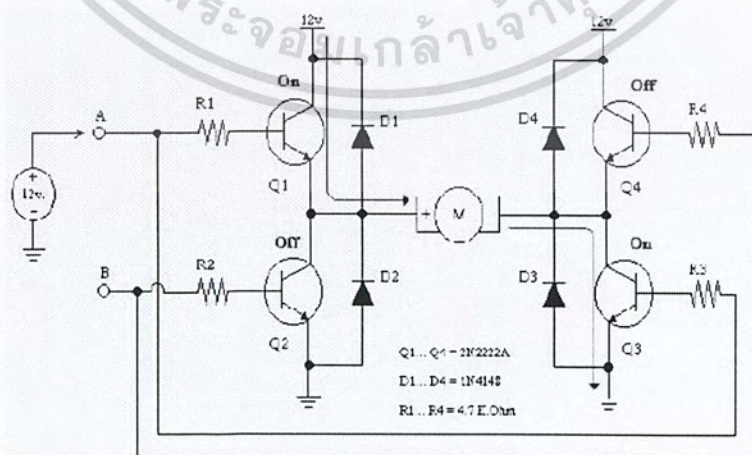 พระจอมเกล้าเจ้าคุ
12v.
12v.
On
Off
A
R1
D1
D4
R4
12v.
Q1
Q4
+ M
Off
On
B
R2
D2
D3
R3
Q2
Q3
Q1... Q4 = 2N2222A
D1... D4 = 1N4148
R1... R4 = 4.7 K.Ohm